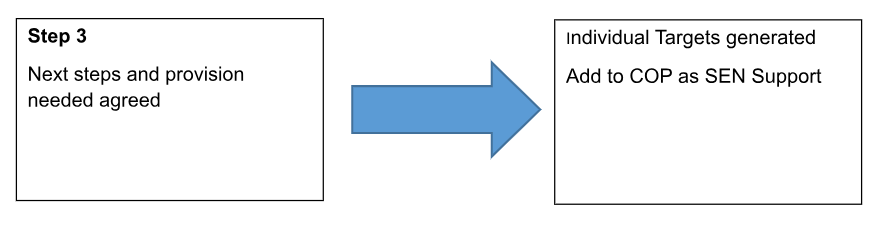 Step 3
Next steps and provision
needed agreed
Individual Targets generated
Add to COP as SEN Support